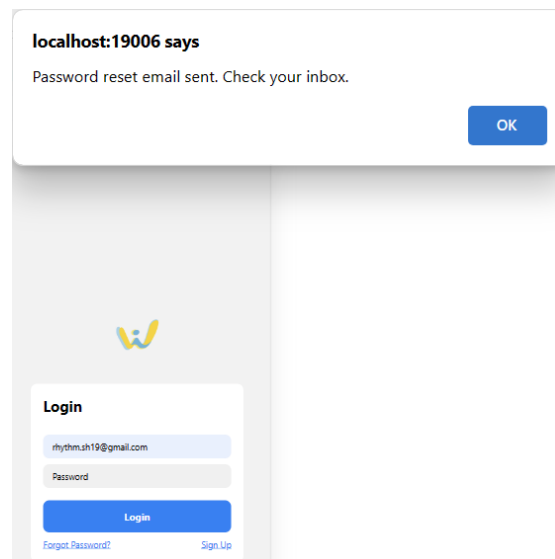 localhost:19006 says
Password reset email sent. Check your inbox.
OK
Login
rhythm.sh19@gmail.com
Password
Login
Forgot Password? Sign Up